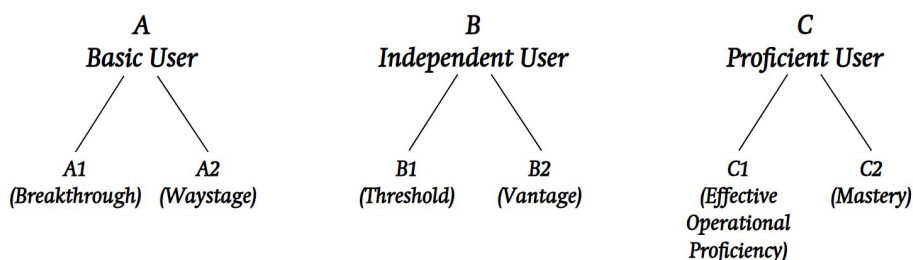 A
Basic User
A1
(Breakthrough)
A2
(Waystage)
B
Independent User
B1
(Threshold)
B2
(Vantage)
C
Proficient User
C1
(Effective
Operational
Proficiency)
C2
(Mastery)